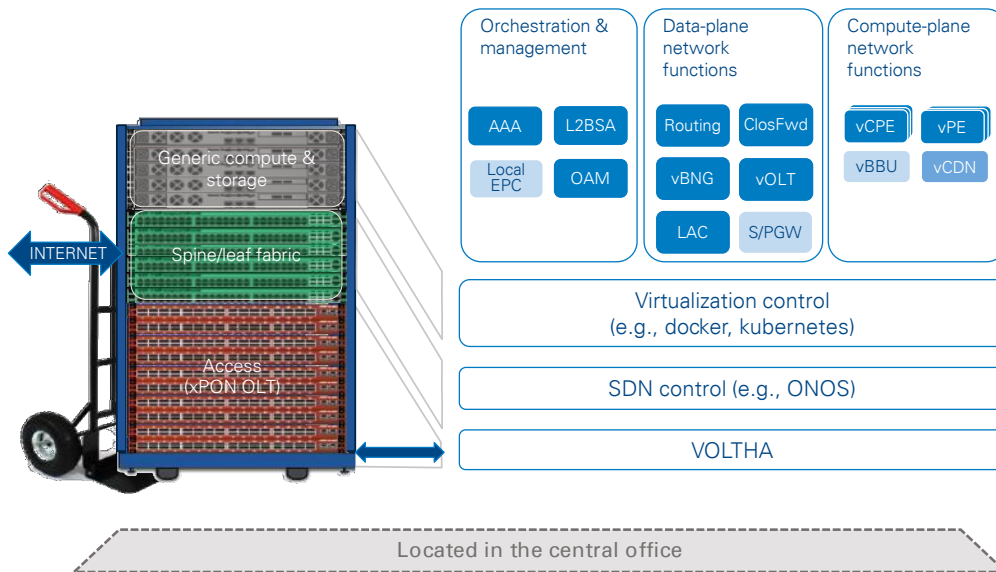 Orchestration &
management
Data-plane
network
functions
Compute-plane
network
functions
AAA
L2BSA
Local
EPC
OAM
Routing
ClosFwd
vBNG
vOLT
LAC
S/PGW
vCPE
vPE
vBBU
vCDN
Generic compute &
storage
INTERNET
Spine/leaf fabric
Access
(xPON OLT)
Virtualization control
(e.g., docker, kubernetes)
SDN control (e.g., ONOS)
VOLTHA
Located in the central office